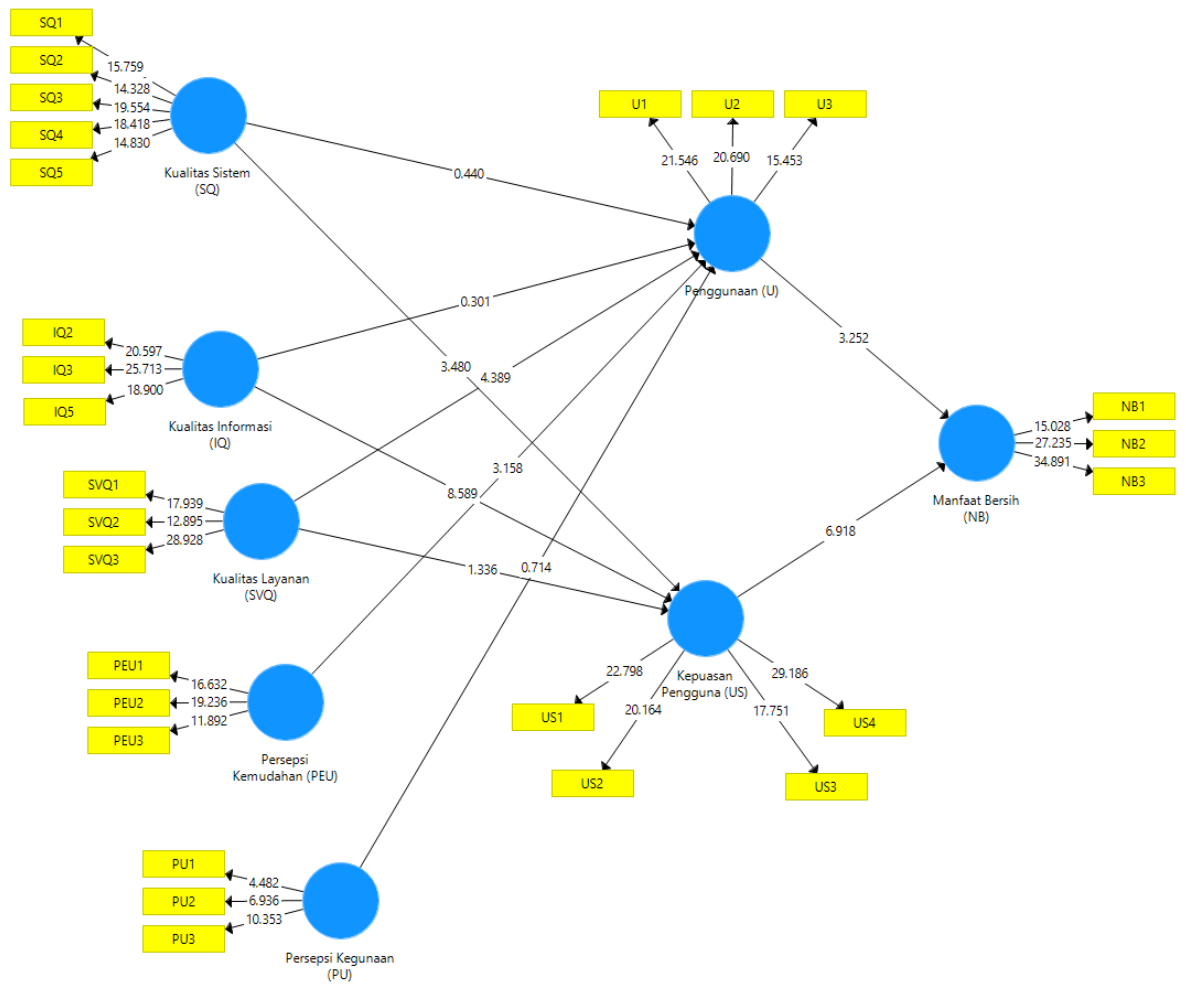 SQ1
15.759
SQ2
14.328
SQ3
19.554
SQ4
18.418
SQ5
14.830
Kualitas Sistem
(SQ)
U1
U2
U3
21.546
20.690
15.453
0.440
Penggunaan (U)
0.301
IQ2
20.597
IQ3
25.713
IQ5
18.900
Kualitas Informasi
(IQ)
3.480
4.389
3.252
NB1
15.028
NB2
27.235
NB3
34.891
Manfaat Bersih
(NB)
SVQ1
17.939
SVQ2
12.895
SVQ3
28.928
Kualitas Layanan
(SVQ)
3.158
8.589
6.918
1.336
0.714
PEU1
16.632
PEU2
19.236
PEU3
11.892
Persepsi
Kemudahan (PEU)
Kepuasan
Pengguna (US)
22.798
29.186
20.164
17.751
US1
US4
US2
US3
PU1
4.482
PU2
6.936
PU3
10.353
Persepsi Kegunaan
(PU)